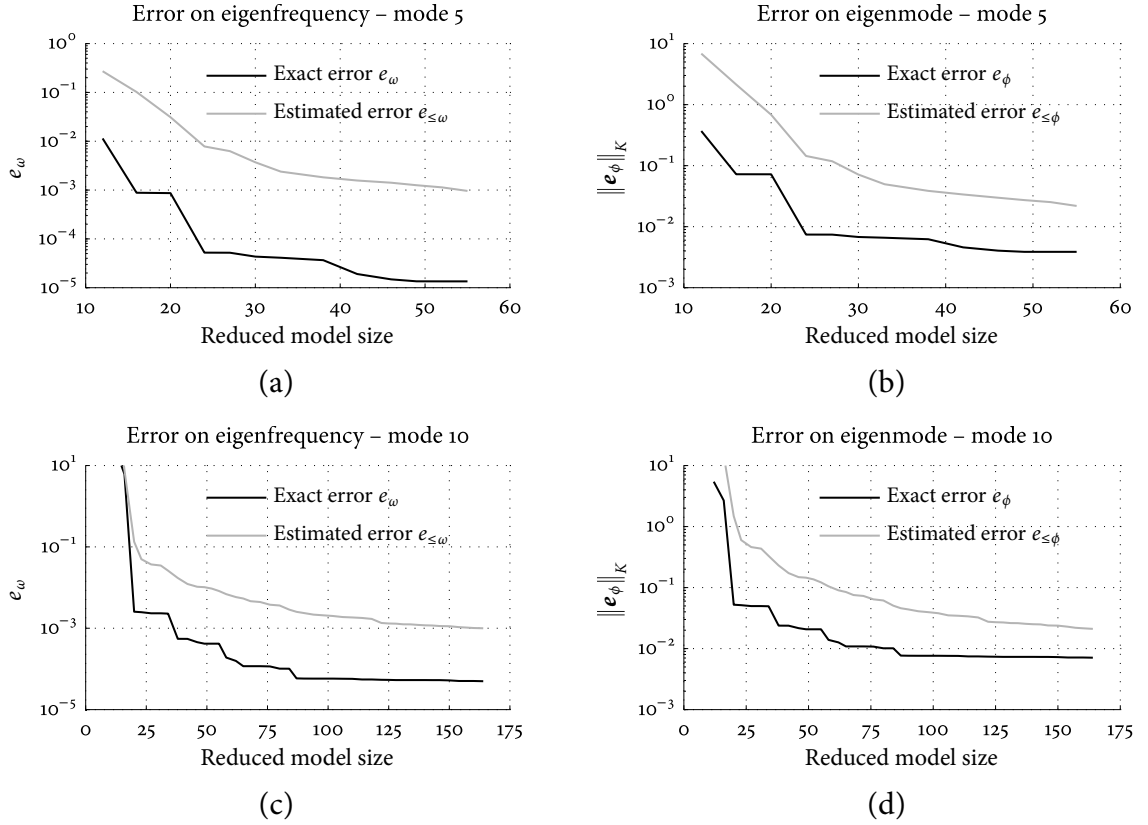 Error on eigenfrequency – mode 5
10⁰
10⁻¹
10⁻²
10⁻³
10⁻⁴
10⁻⁵
e_ω
Exact error e_ω
Estimated error e_≤ω
10 20 30 40 50 60
Reduced model size
(a)
Error on eigenmode – mode 5
10¹
10⁰
10⁻¹
10⁻²
10⁻³
‖e_ϕ‖_K
Exact error e_ϕ
Estimated error e_≤ϕ
10 20 30 40 50 60
Reduced model size
(b)
Error on eigenfrequency – mode 10
10¹
10⁻¹
10⁻³
10⁻⁵
e_ω
Exact error e_ω
Estimated error e_≤ω
0 25 50 75 100 125 150 175
Reduced model size
(c)
Error on eigenmode – mode 10
10¹
10⁰
10⁻¹
10⁻²
10⁻³
‖e_ϕ‖_K
Exact error e_ϕ
Estimated error e_≤ϕ
0 25 50 75 100 125 150 175
Reduced model size
(d)